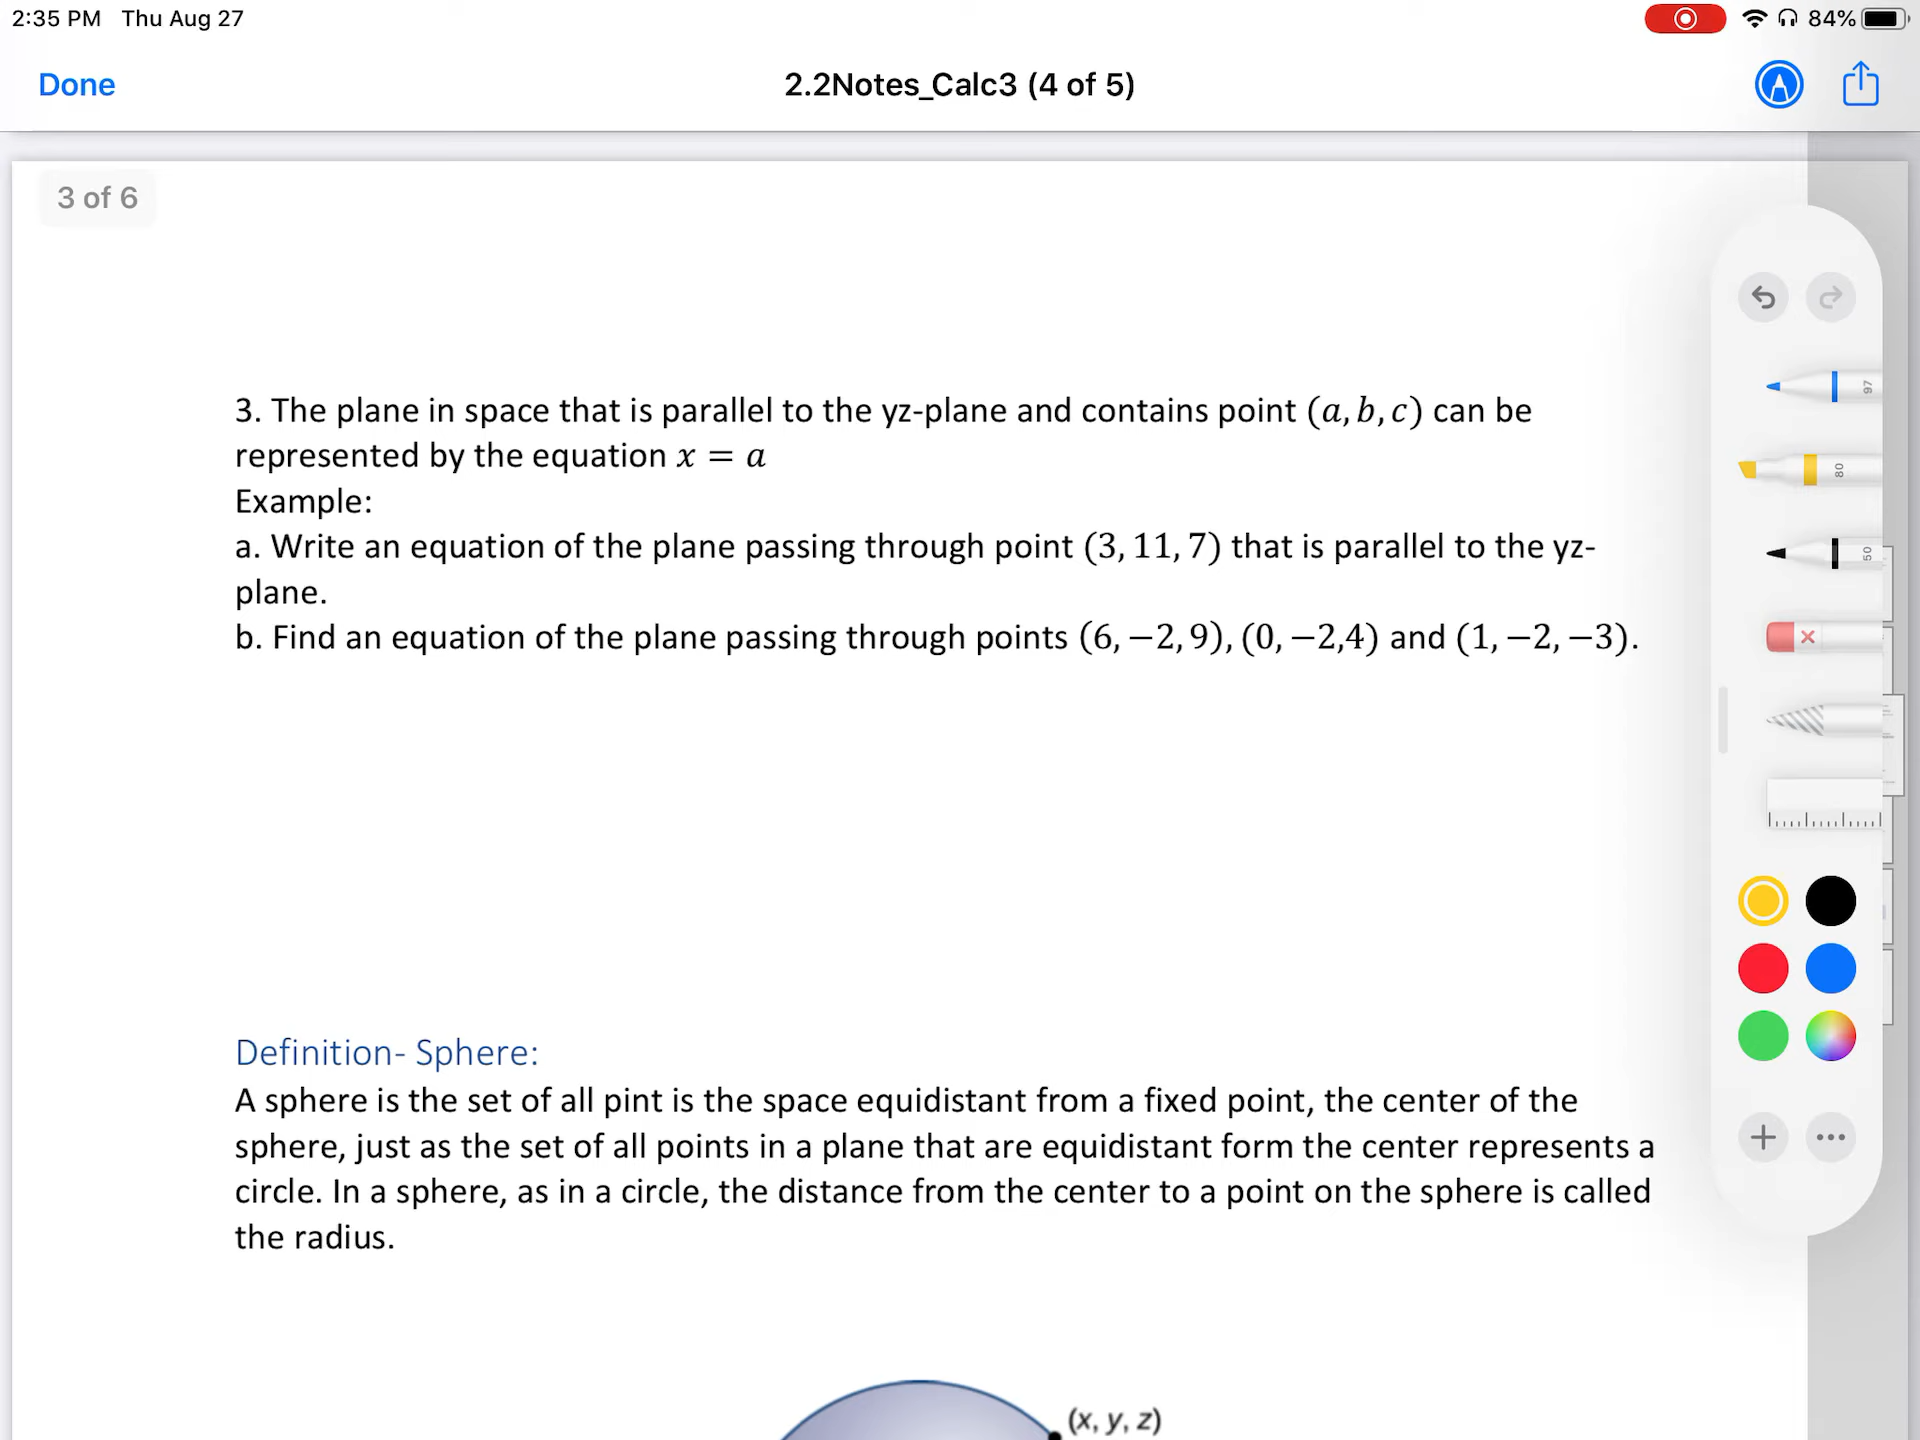 2:35 PM Thu Aug 27
84%
Done
2.2Notes_Calc3 (4 of 5)
3 of 6
3. The plane in space that is parallel to the yz-plane and contains point (a, b, c) can be
represented by the equation x = a
Example:
a. Write an equation of the plane passing through point (3, 11, 7) that is parallel to the yz-
plane.
b. Find an equation of the plane passing through points (6, −2, 9), (0, −2,4) and (1, −2, −3).
97
80
50
Definition- Sphere:
A sphere is the set of all pint is the space equidistant from a fixed point, the center of the
sphere, just as the set of all points in a plane that are equidistant form the center represents a
circle. In a sphere, as in a circle, the distance from the center to a point on the sphere is called
the radius.
(x, y, z)